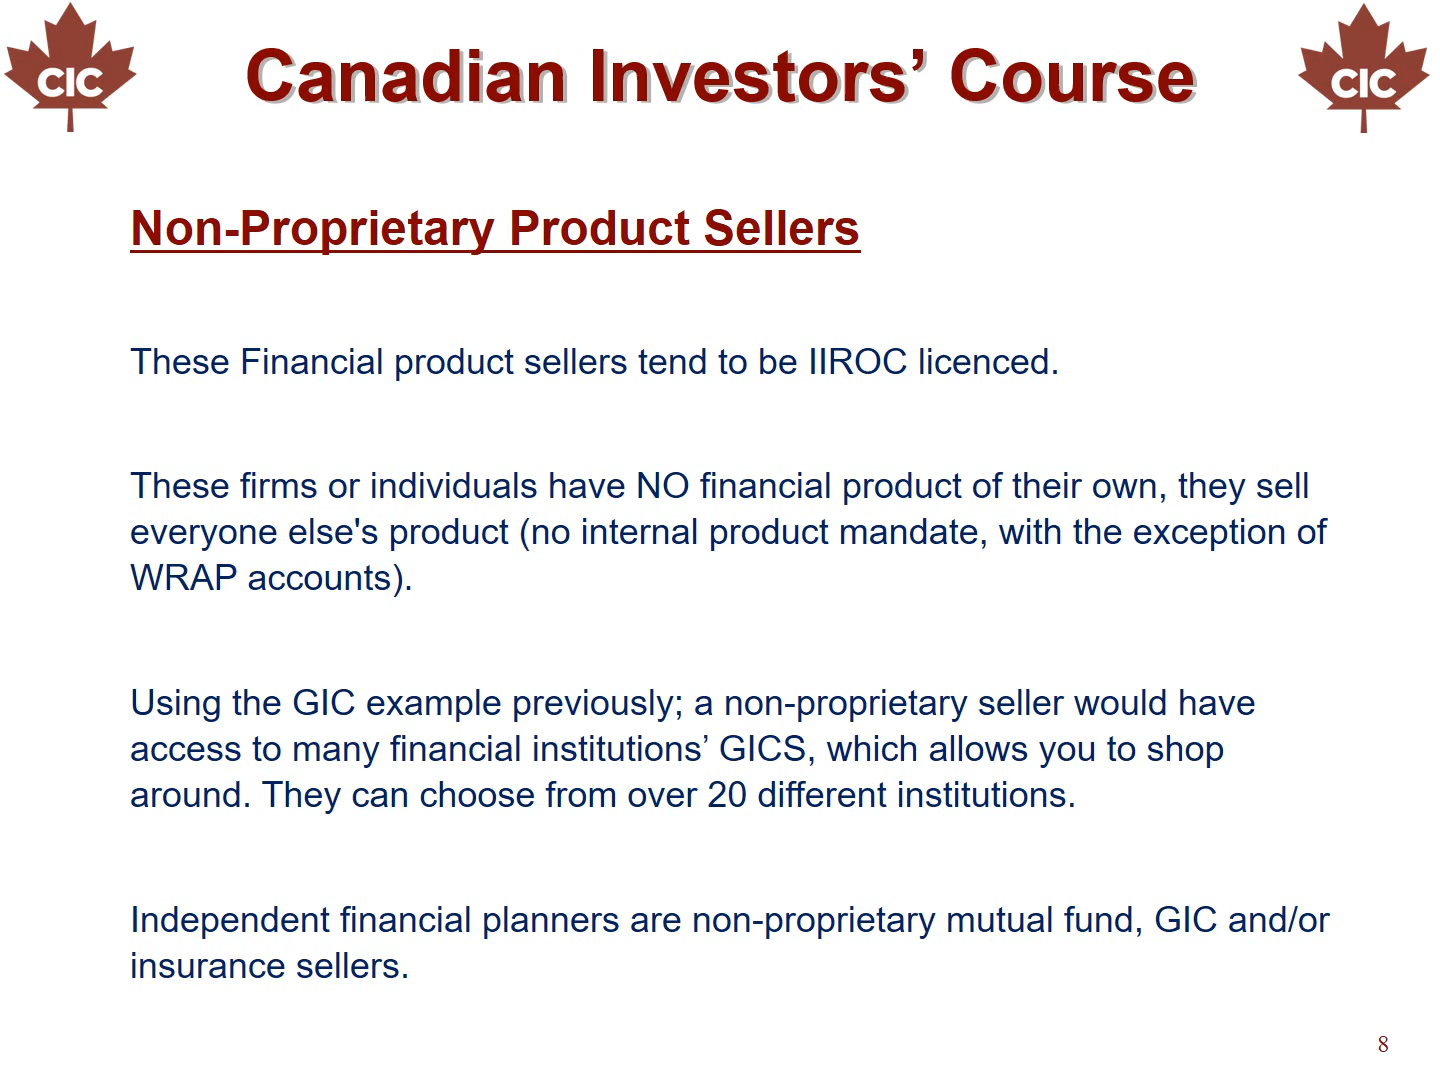 CIC
Canadian Investors’ Course
CIC
Non-Proprietary Product Sellers
These Financial product sellers tend to be IIROC licenced.
These firms or individuals have NO financial product of their own, they sell
everyone else's product (no internal product mandate, with the exception of
WRAP accounts).
Using the GIC example previously; a non-proprietary seller would have
access to many financial institutions’ GICS, which allows you to shop
around. They can choose from over 20 different institutions.
Independent financial planners are non-proprietary mutual fund, GIC and/or
insurance sellers.
8